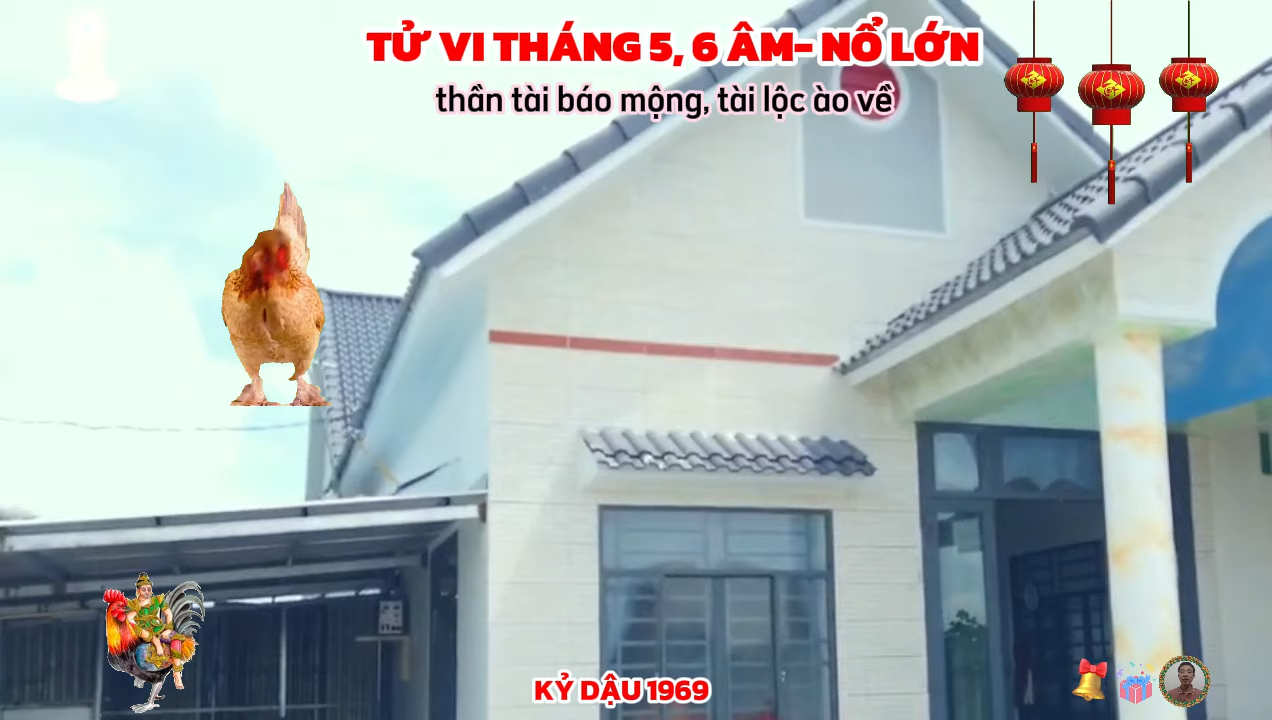 TỬ VI THÁNG 5, 6 ÂM- NỔ LỚN
thần tài báo mộng, tài lộc ào về
KỶ DẬU 1969